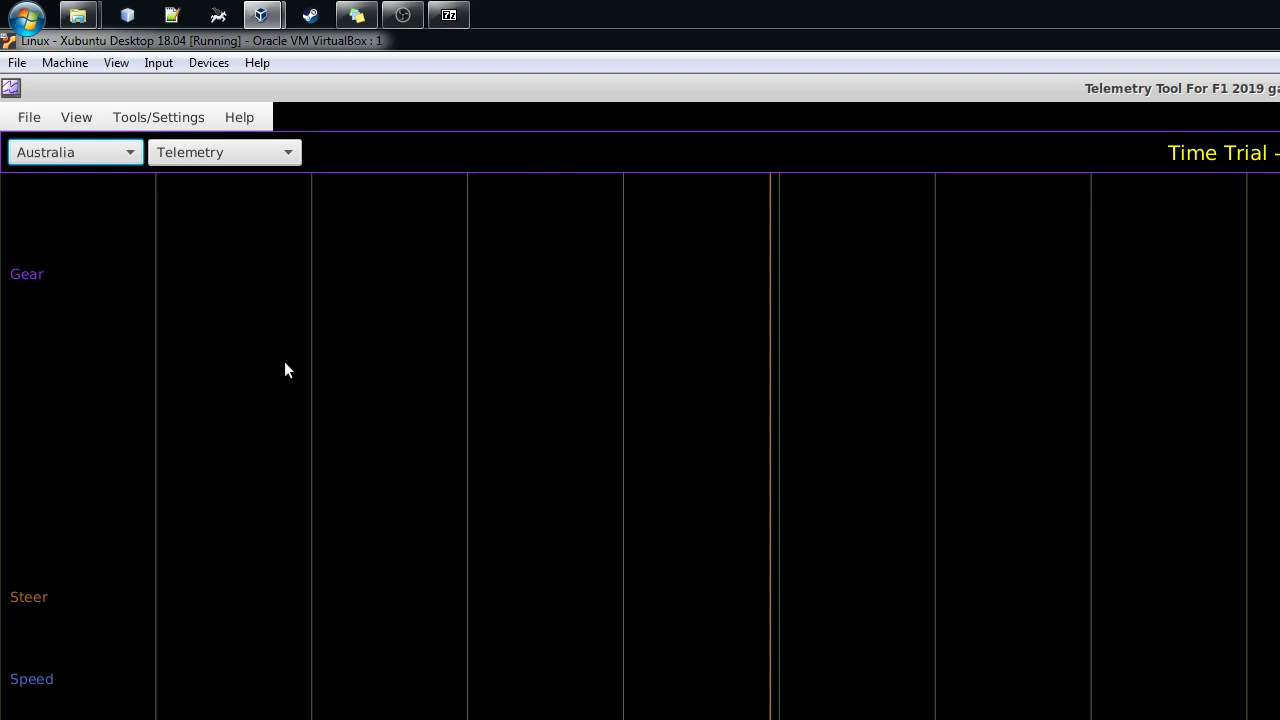 Linux - Xubuntu Desktop 18.04 [Running] - Oracle VM VirtualBox : 1
File Machine View Input Devices Help
Telemetry Tool For F1 2019 ga
File View Tools/Settings Help
Australia Telemetry Time Trial -
Gear
Steer
Speed